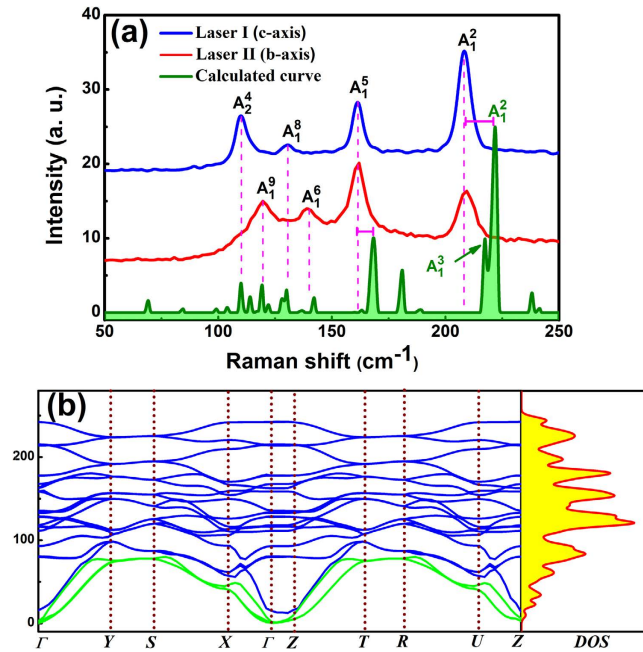 (a)
Laser I (c-axis)
Laser II (b-axis)
Calculated curve
A₁²
A₂⁴
A₁⁸
A₁⁵
A₁²
A₁⁹
A₁⁶
A₁³
40
30
20
10
0
Intensity (a. u.)
50 100 150 200 250
Raman shift (cm⁻¹)
(b)
200
100
0
Γ Y S X Γ Z T R U Z DOS